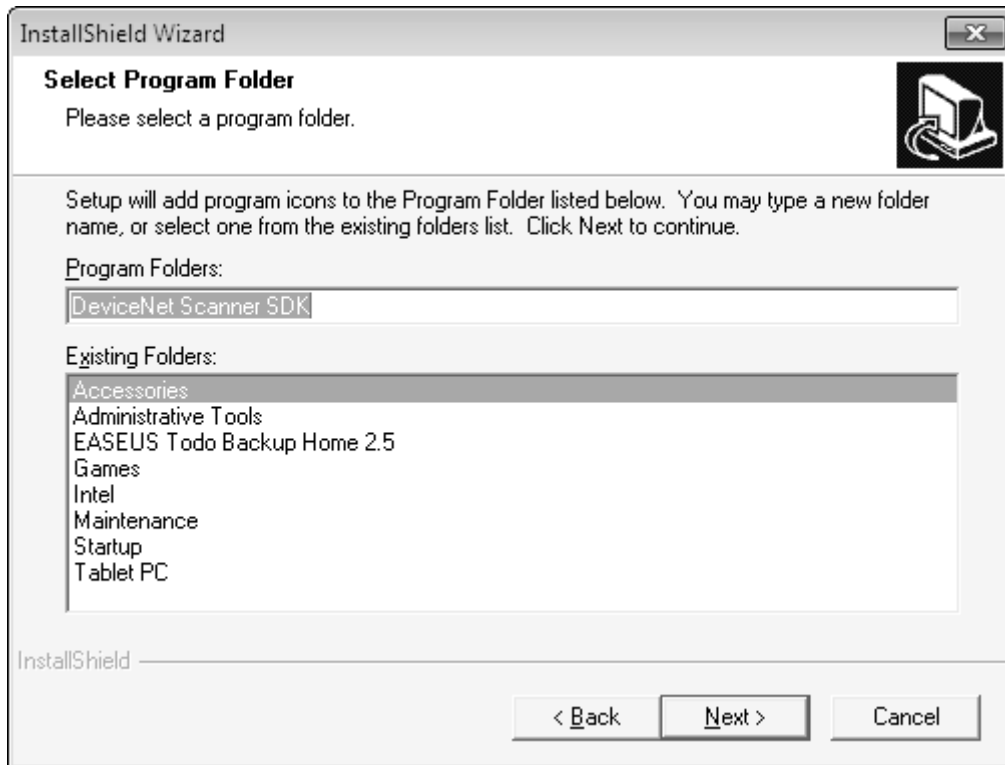 InstallShield Wizard
Select Program Folder
Please select a program folder.
Setup will add program icons to the Program Folder listed below.  You may type a new folder
name, or select one from the existing folders list.  Click Next to continue.
Program Folders:
DeviceNet Scanner SDK
Existing Folders:
Accessories
Administrative Tools
EASEUS Todo Backup Home 2.5
Games
Intel
Maintenance
Startup
Tablet PC
InstallShield
< Back
Next >
Cancel